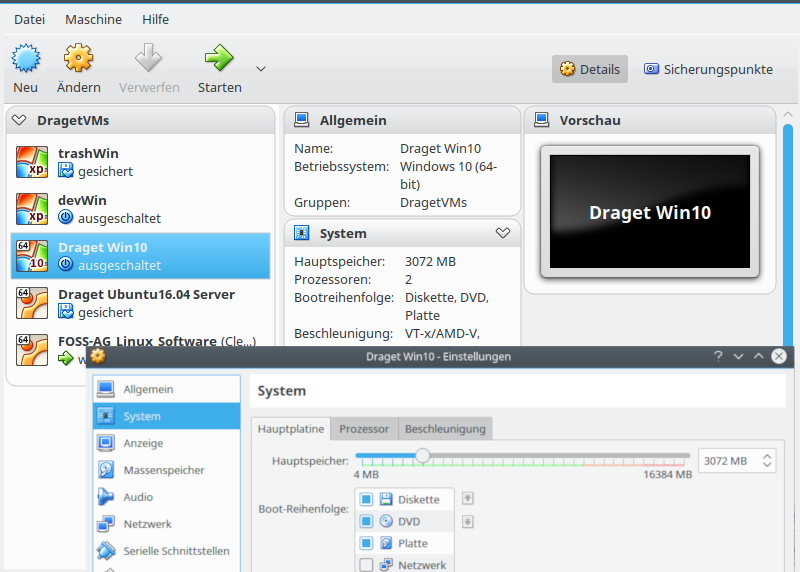 Datei Maschine Hilfe
Neu Ändern Verwerfen Starten Details Sicherungspunkte
DragetVMs
trashWin
gesichert
devWin
ausgeschaltet
Draget Win10
ausgeschaltet
Draget Ubuntu16.04 Server
gesichert
FOSS-AG_Linux_Software (Cle...)
Allgemein
Name: Draget Win10
Betriebssystem: Windows 10 (64-
bit)
Gruppen: DragetVMs
System
Hauptspeicher: 3072 MB
Prozessoren: 2
Bootreihenfolge: Diskette, DVD,
Platte
Beschleunigung: VT-x/AMD-V,
Vorschau
Draget Win10
Draget Win10 - Einstellungen
Allgemein
System
Anzeige
Massenspeicher
Audio
Netzwerk
Serielle Schnittstellen
System
Hauptplatine Prozessor Beschleunigung
Hauptspeicher: 3072 MB
4 MB 16384 MB
Boot-Reihenfolge: Diskette
DVD
Platte
Netzwerk